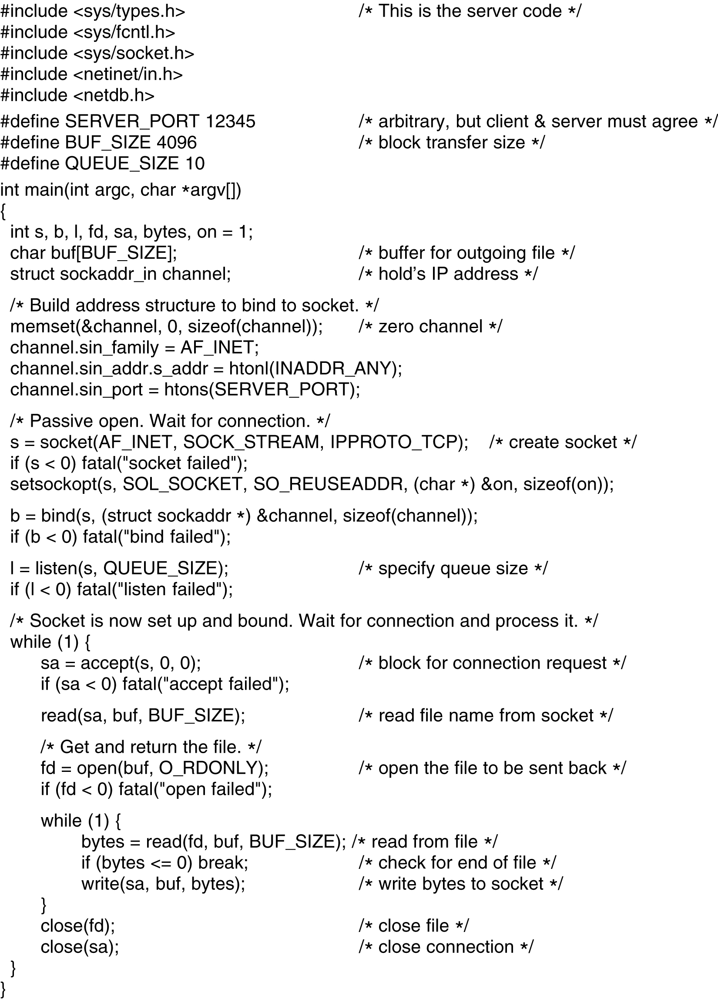 #include <sys/types.h> /* This is the server code */
#include <sys/fcntl.h>
#include <sys/socket.h>
#include <netinet/in.h>
#include <netdb.h>
#define SERVER_PORT 12345 /* arbitrary, but client & server must agree */
#define BUF_SIZE 4096 /* block transfer size */
#define QUEUE_SIZE 10
int main(int argc, char *argv[])
{
int s, b, l, fd, sa, bytes, on = 1;
char buf[BUF_SIZE]; /* buffer for outgoing file */
struct sockaddr_in channel; /* hold’s IP address */
/* Build address structure to bind to socket. */
memset(&channel, 0, sizeof(channel)); /* zero channel */
channel.sin_family = AF_INET;
channel.sin_addr.s_addr = htonl(INADDR_ANY);
channel.sin_port = htons(SERVER_PORT);
/* Passive open. Wait for connection. */
s = socket(AF_INET, SOCK_STREAM, IPPROTO_TCP); /* create socket */
if (s < 0) fatal("socket failed");
setsockopt(s, SOL_SOCKET, SO_REUSEADDR, (char *) &on, sizeof(on));
b = bind(s, (struct sockaddr *) &channel, sizeof(channel));
if (b < 0) fatal("bind failed");
l = listen(s, QUEUE_SIZE); /* specify queue size */
if (l < 0) fatal("listen failed");
/* Socket is now set up and bound. Wait for connection and process it. */
while (1) {
sa = accept(s, 0, 0); /* block for connection request */
if (sa < 0) fatal("accept failed");
read(sa, buf, BUF_SIZE); /* read file name from socket */
/* Get and return the file. */
fd = open(buf, O_RDONLY); /* open the file to be sent back */
if (fd < 0) fatal("open failed");
while (1) {
bytes = read(fd, buf, BUF_SIZE); /* read from file */
if (bytes <= 0) break; /* check for end of file */
write(sa, buf, bytes); /* write bytes to socket */
}
close(fd); /* close file */
close(sa); /* close connection */
}
}